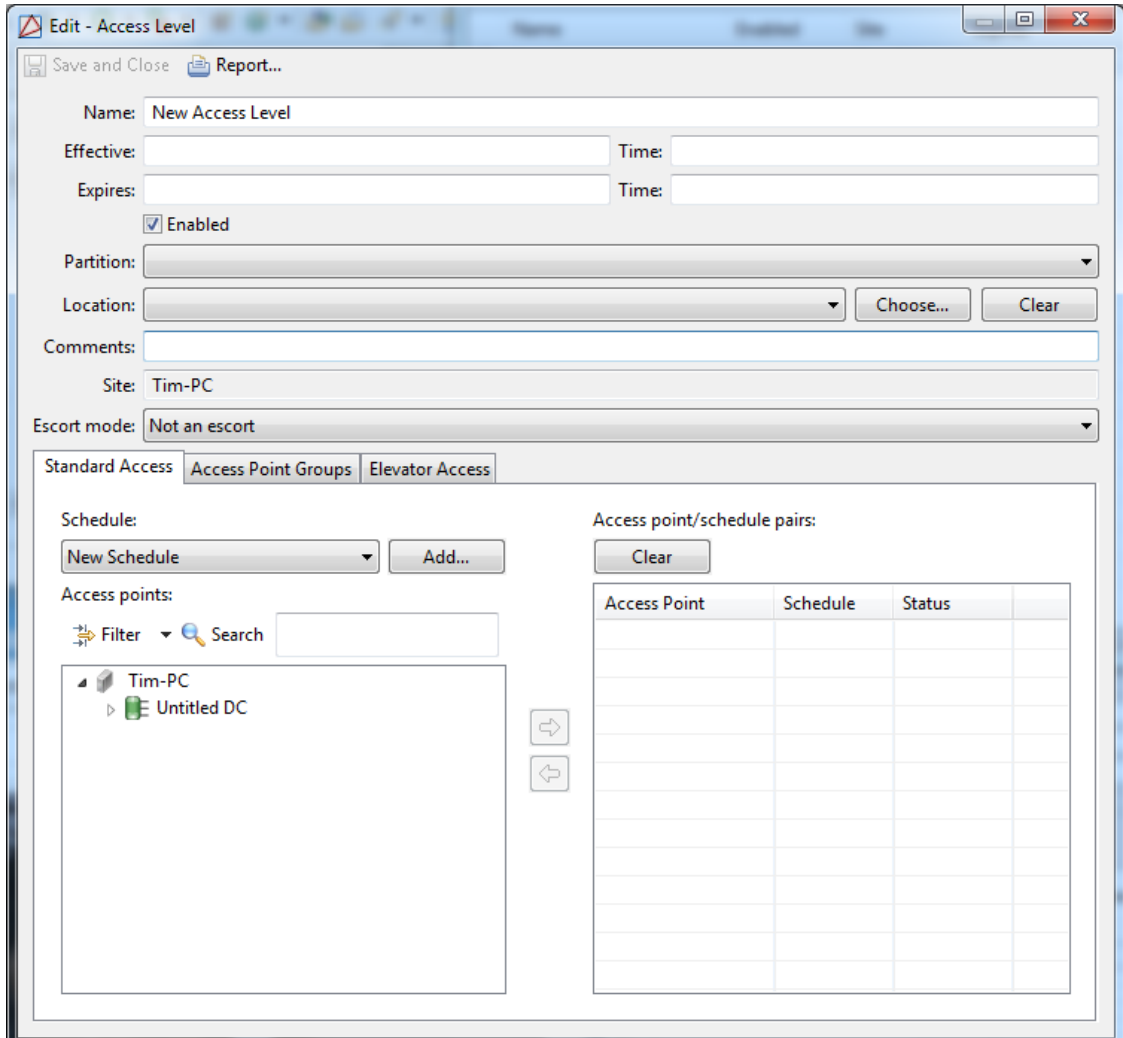 Edit - Access Level
Name Enabled Site
Save and Close Report...
Name: New Access Level
Effective: Time:
Expires: Time:
Enabled
Partition:
Location: Choose... Clear
Comments:
Site: Tim-PC
Escort mode: Not an escort
Standard Access Access Point Groups Elevator Access
Schedule: Access point/schedule pairs:
New Schedule Add... Clear
Access points:
Access Point Schedule Status
Filter Search
Tim-PC
Untitled DC